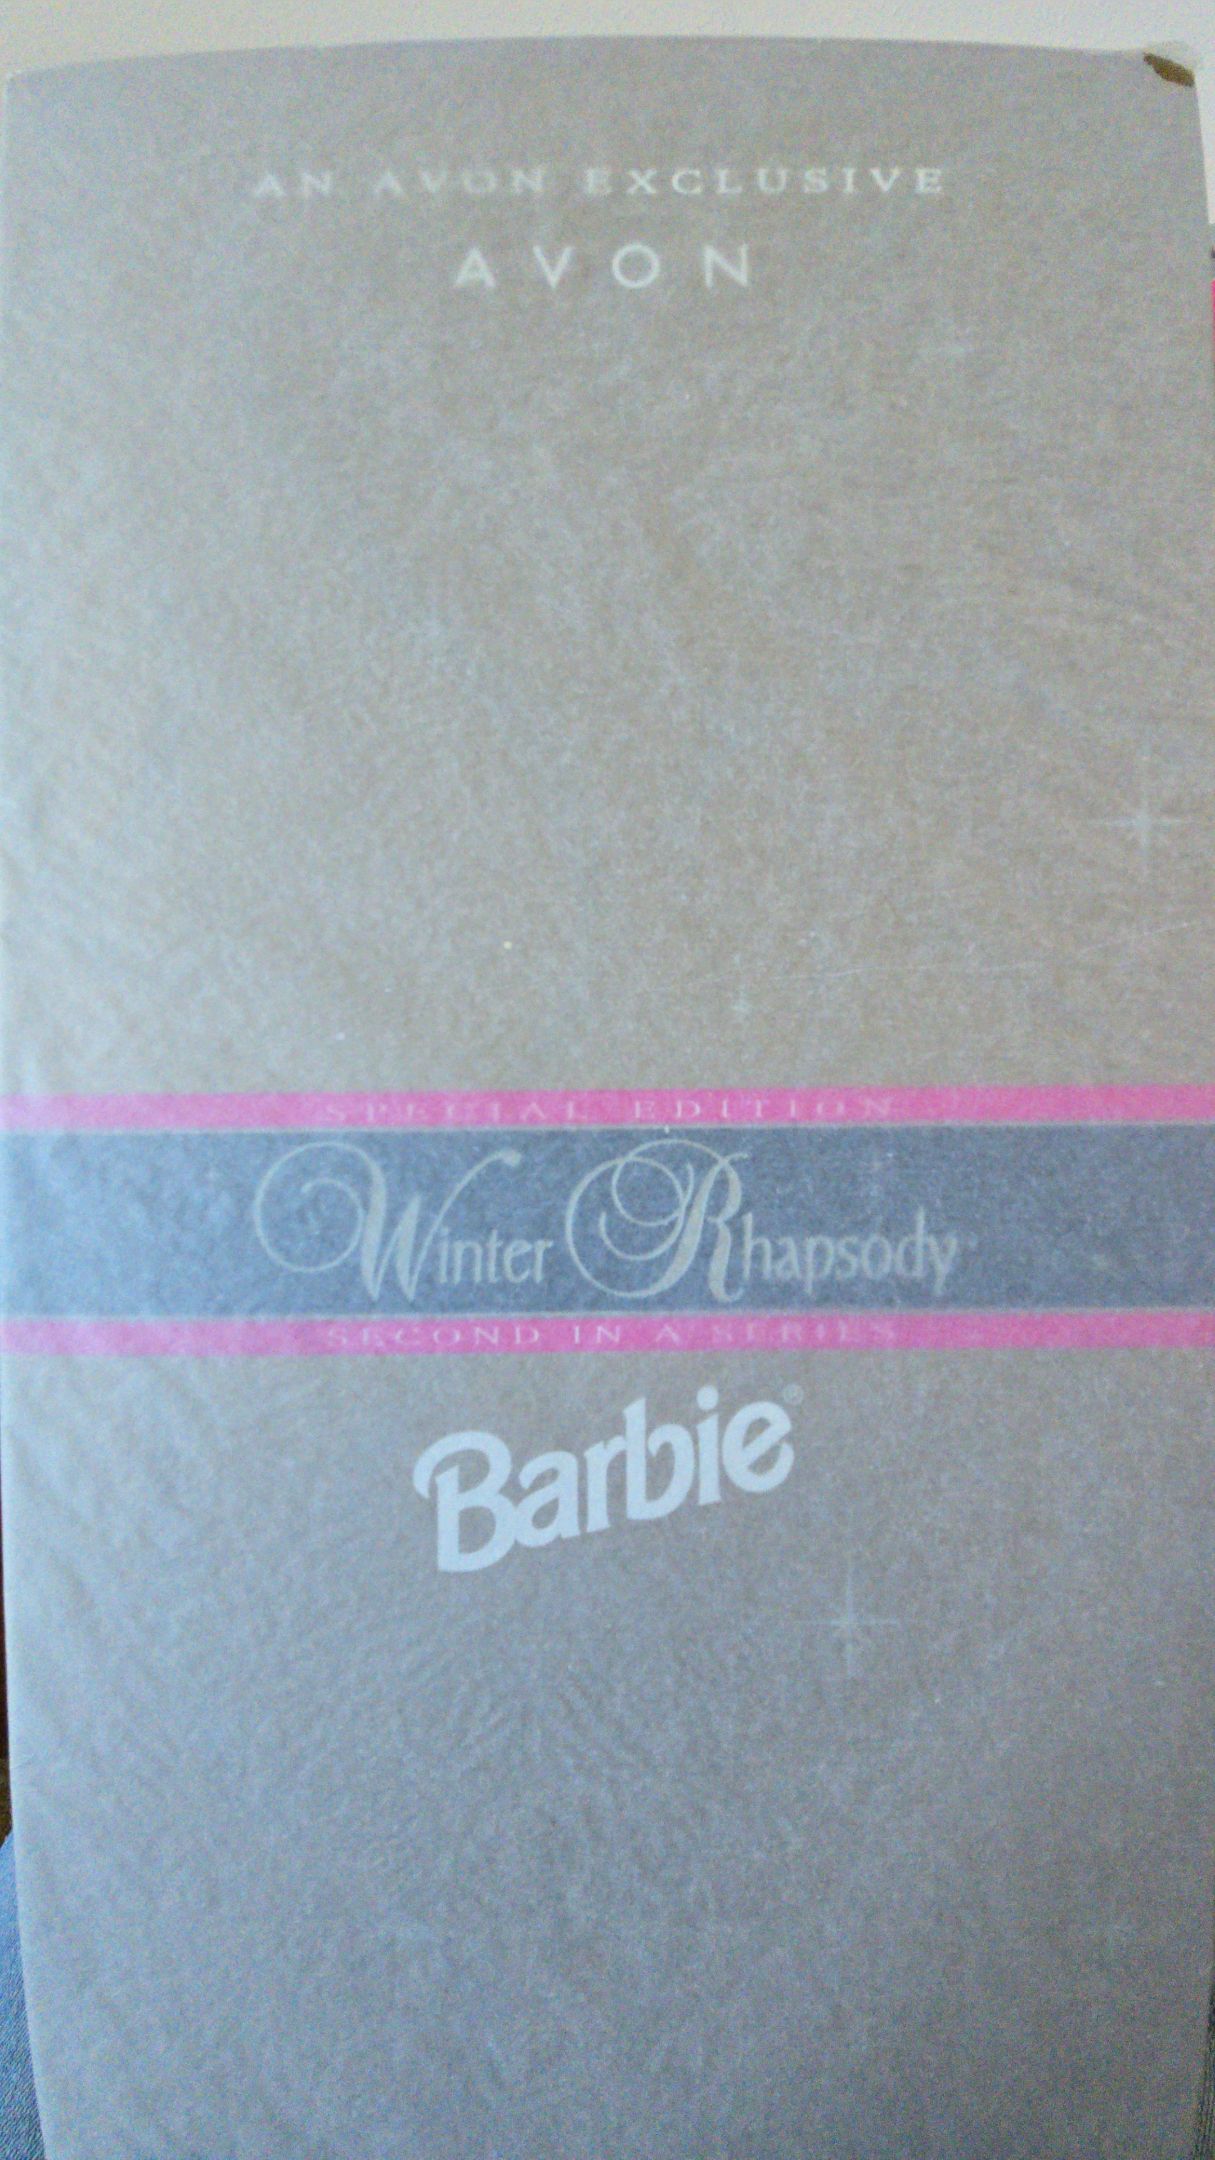 AN AVON EXCLUSIVE
AVON
SPECIAL EDITION
Winter Rhapsody
SECOND IN A SERIES
Barbie®